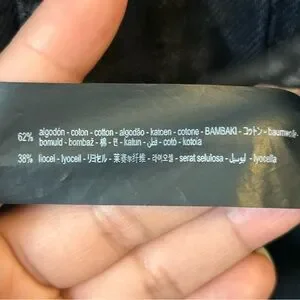 62% algodón - coton - cotton - algodão - katoen - cotone - ΒΑΜΒΑΚΙ - コットン - baumwolle -
bomuld - bombaž - 棉 - 면 - katun - قطن - cotó - kotoia
38% liocel - lyocell - リヨセル - 莱赛尔纤维 - 라이오셀 - serat selulosa - ليوسيل - lyocella